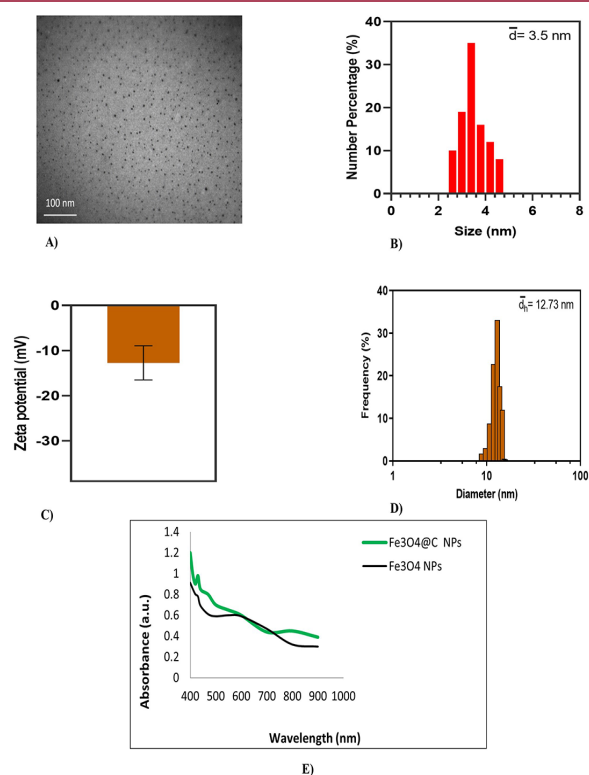 100 nm
A)
40
30
20
10
0
Number Percentage (%)
d̅= 3.5 nm
0 2 4 6 8
Size (nm)
B)
0
-10
-20
-30
Zeta potential (mV)
C)
40
30
20
10
0
Frequency (%)
d̅h= 12.73 nm
1 10 100
Diameter (nm)
D)
1.4
1.2
1
0.8
0.6
0.4
0.2
0
Absorbance (a.u.)
Fe3O4@C NPs
Fe3O4 NPs
400 500 600 700 800 900 1000
Wavelength (nm)
E)